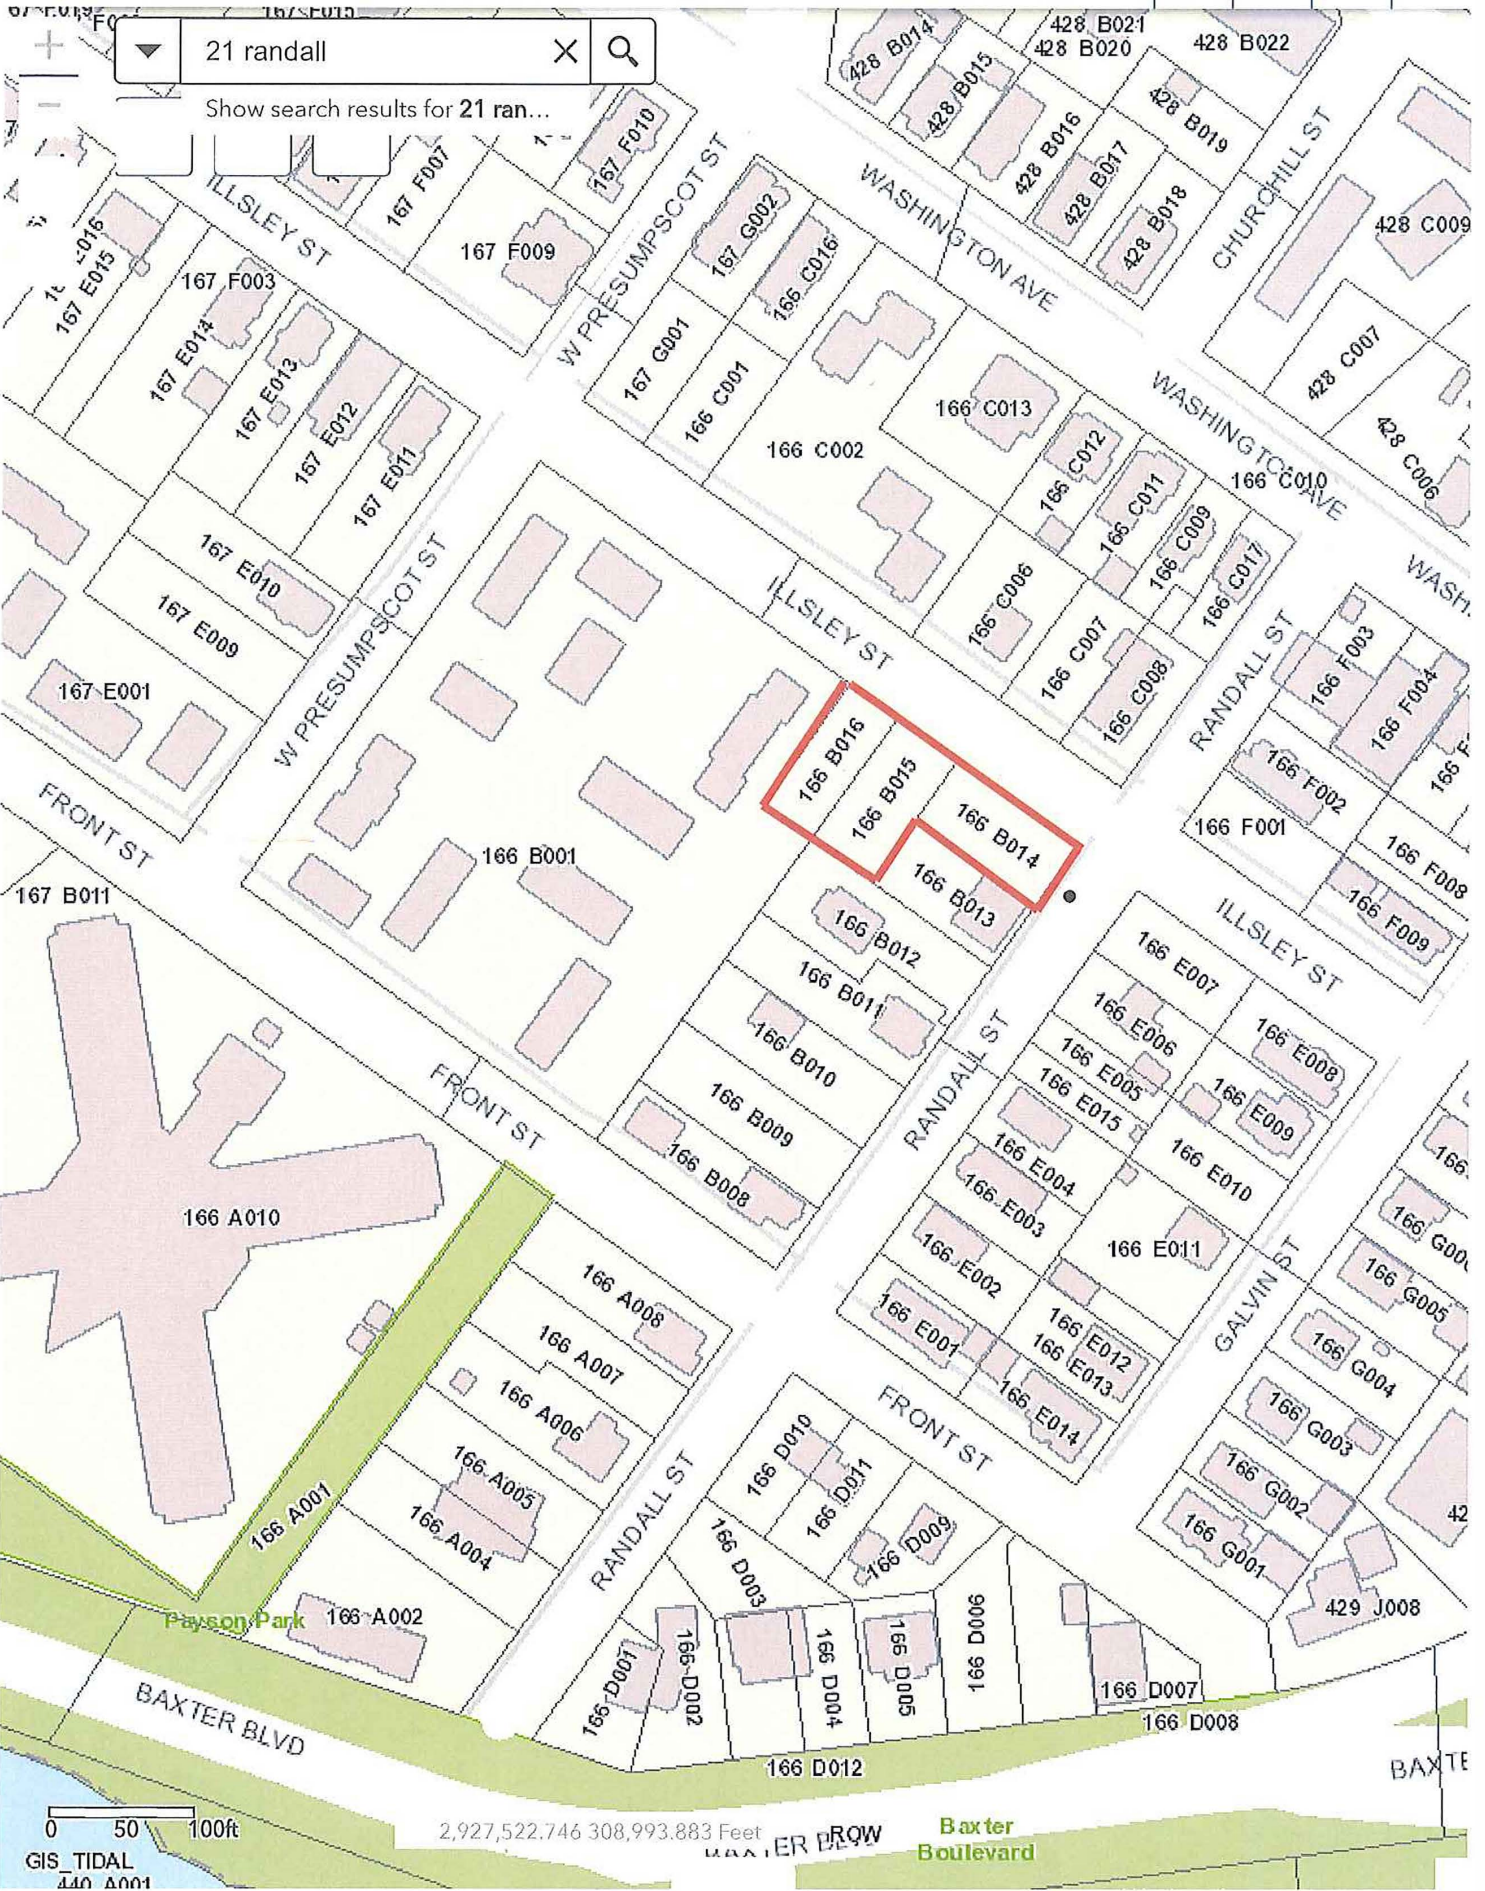 167 F015
21 randall
Show search results for 21 ran...
428 B021
428 B020
428 B022
428 B014
428 B015
428 B016
428 B019
428 B017
428 B018
CHURCHILL ST
428 C009
428 C007
428 C006
WASHINGTON AVE
WASHINGTON AVE
167 F010
167 F007
167 F009
ILLSLEY ST
W PRESUMPSCOT ST
167 G002
166 C016
167 G001
166 C001
166 C002
166 C013
166 C012
166 C011
166 C010
166 C009
166 C017
166 C006
166 C007
166 C008
167 E015
167 F003
167 E014
167 E013
167 E012
167 E011
167 E010
167 E009
167 E001
W PRESUMPSCOT ST
ILLSLEY ST
RANDALL ST
166 F003
166 F004
166 F002
166 F001
166 F008
166 F009
FRONT ST
167 B011
166 B001
166 B016
166 B015
166 B014
166 B013
166 B012
166 B011
166 B010
166 B009
166 B008
ILLSLEY ST
166 E007
166 E006
166 E008
166 E005
166 E009
166 E015
166 E004
166 E010
166 E003
166 E011
166 E002
166 E001
166 E012
166 E013
166 E014
RANDALL ST
GALVIN ST
166 G005
166 G004
166 G003
166 G002
166 G001
FRONT ST
166 A010
166 A008
166 A007
166 A006
166 A005
166 A004
166 A001
166 A002
Payson Park
RANDALL ST
FRONT ST
166 D010
166 D011
166 D009
166 D003
166 D001
166 D002
166 D004
166 D005
166 D006
166 D007
166 D008
166 D012
429 J008
BAXTER BLVD
0 50 100ft
2,927,522.746 308,993.883 Feet
ROW
Baxter
Boulevard
GIS_TIDAL
440 A001